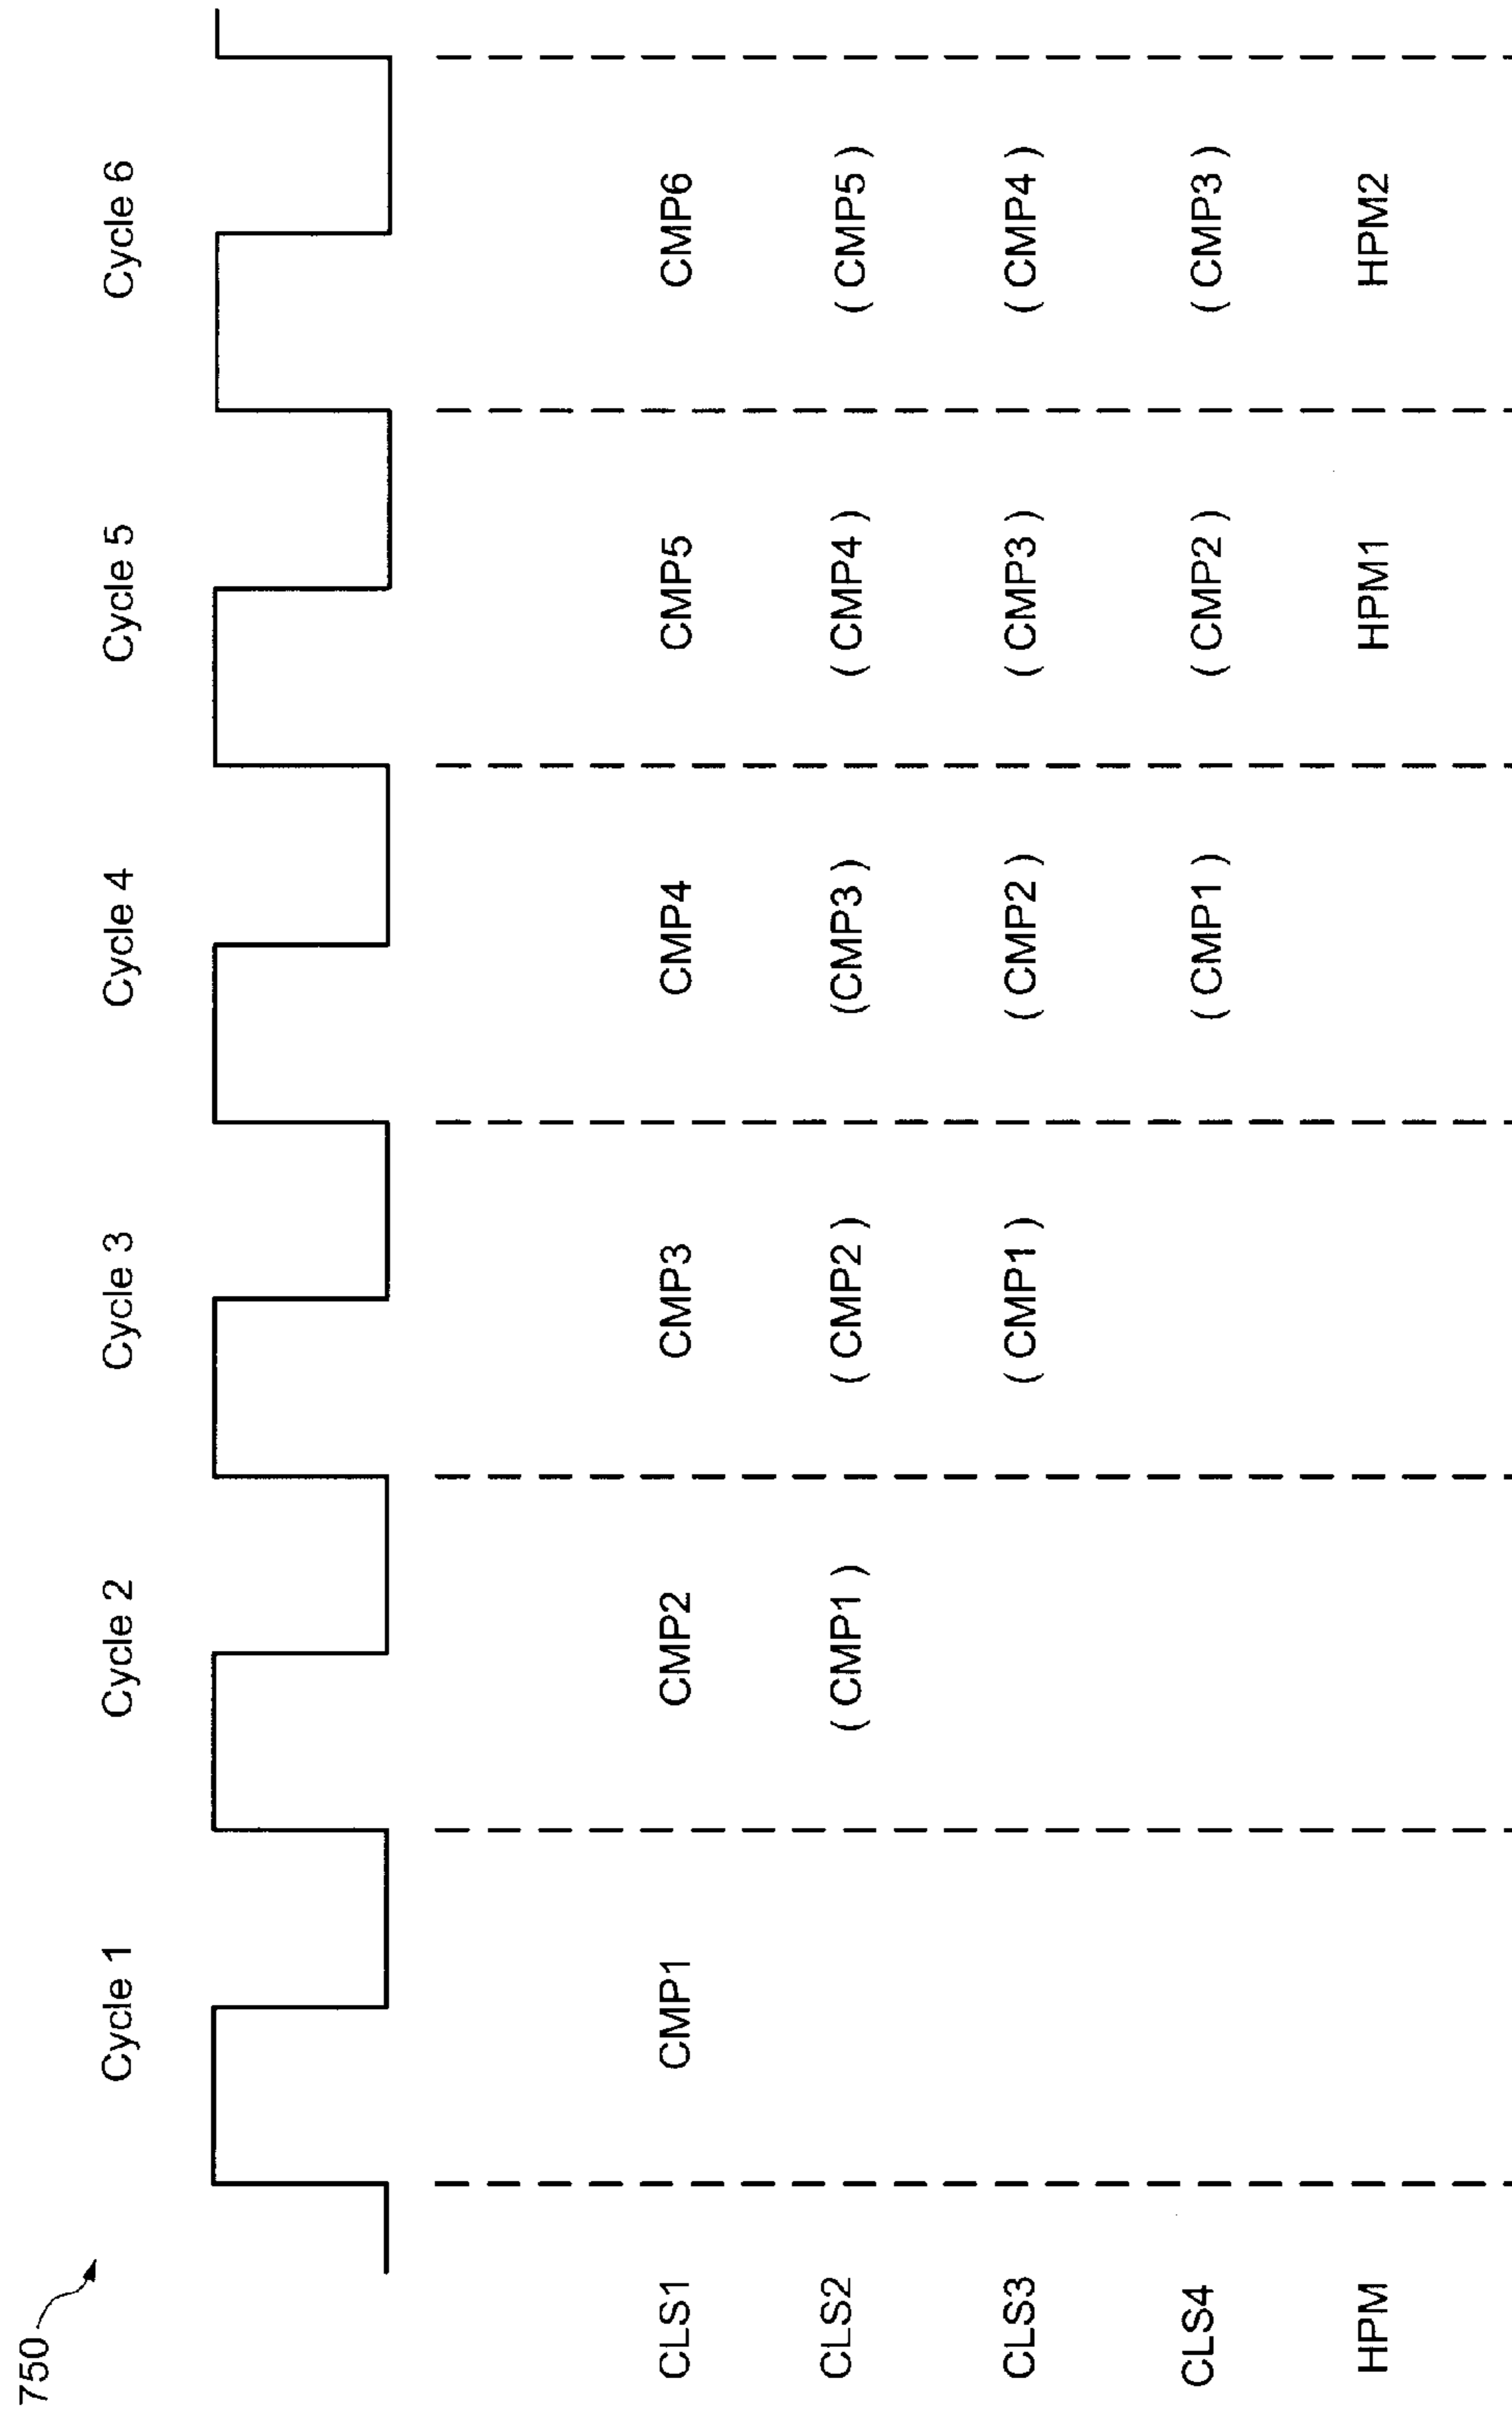 750
Cycle 1 Cycle 2 Cycle 3 Cycle 4 Cycle 5 Cycle 6
CLS1 CMP1 CMP2 CMP3 CMP4 CMP5 CMP6
CLS2 ( CMP1 ) ( CMP2 ) (CMP3 ) ( CMP4 ) ( CMP5 )
CLS3 ( CMP1 ) ( CMP2 ) ( CMP3 ) ( CMP4 )
CLS4 ( CMP1 ) ( CMP2 ) ( CMP3 )
HPM HPM1 HPM2